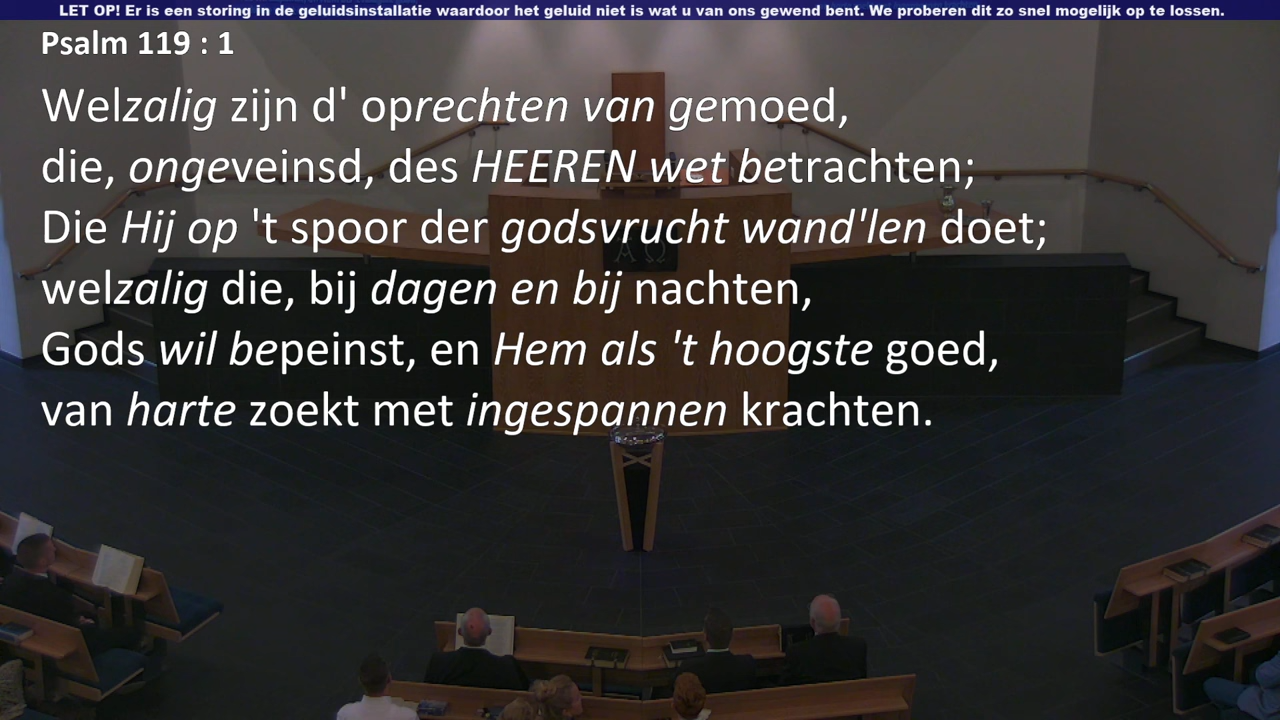 LET OP! Er is een storing in de geluidsinstallatie waardoor het geluid niet is wat u van ons gewend bent. We proberen dit zo snel mogelijk op te lossen.
Psalm 119 : 1
Welzalig zijn d' oprechten van gemoed,
die, ongeveinsd, des HEEREN wet betrachten;
Die Hij op 't spoor der godsvrucht wand'len doet;
welzalig die, bij dagen en bij nachten,
Gods wil bepeinst, en Hem als 't hoogste goed,
van harte zoekt met ingespannen krachten.
ΑΩ